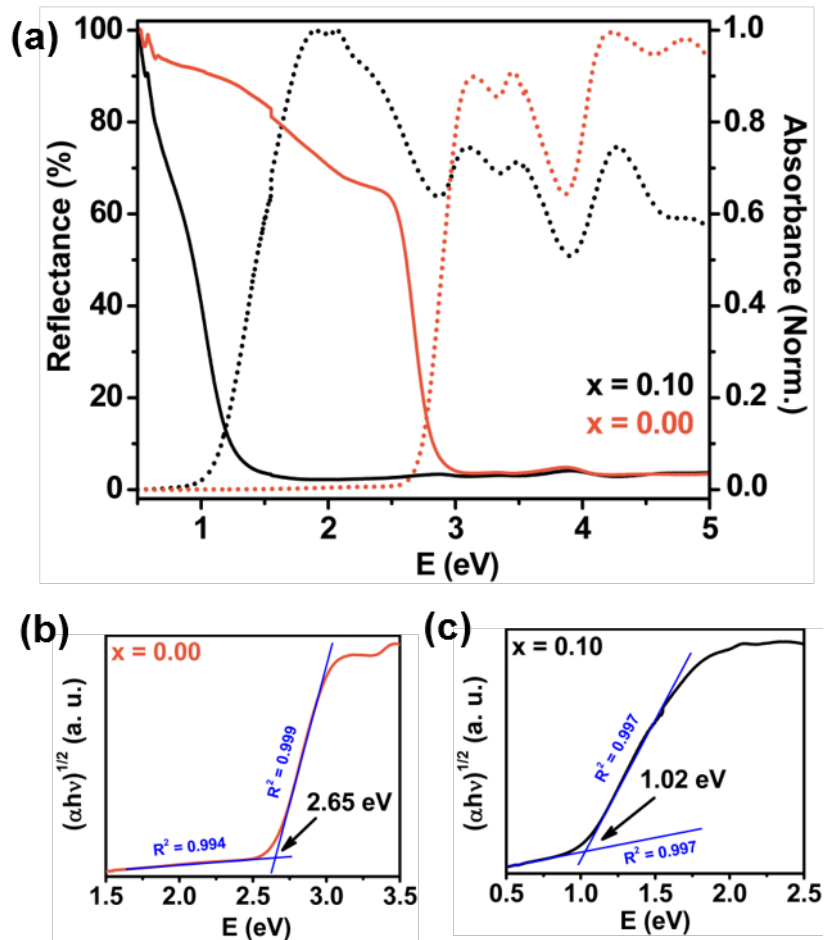 (a)
100
80
60
40
20
0
Reflectance (%)
1.0
0.8
0.6
0.4
0.2
0.0
Absorbance (Norm.)
x = 0.10
x = 0.00
1 2 3 4 5
E (eV)
(b)
x = 0.00
(αhν)^1/2 (a. u.)
R² = 0.999
2.65 eV
R² = 0.994
1.5 2.0 2.5 3.0 3.5
E (eV)
(c)
x = 0.10
(αhν)^1/2 (a. u.)
R² = 0.997
1.02 eV
R² = 0.997
0.5 1.0 1.5 2.0 2.5
E (eV)